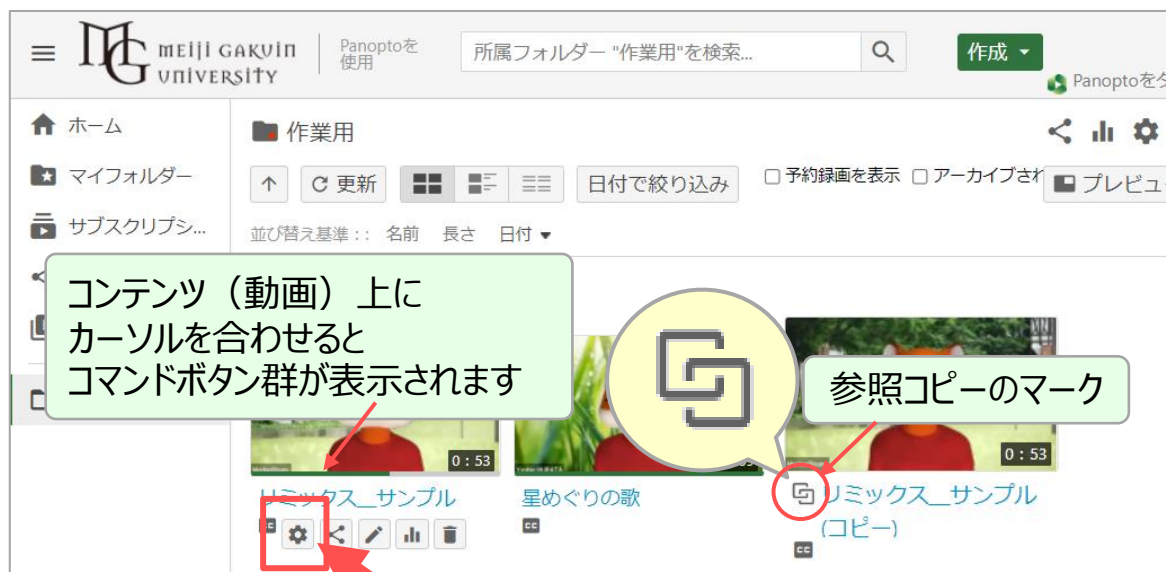 MEIJI GAKUIN
UNIVERSITY
Panoptoを
使用
所属フォルダー "作業用"を検索...
作成
Panoptoを
ホーム
作業用
マイフォルダー
更新
日付で絞り込み
予約録画を表示
アーカイブされ
プレビュ
サブスクリプシ...
並び替え基準:: 名前 長さ 日付
コンテンツ（動画）上に
カーソルを合わせると
コマンドボタン群が表示されます
参照コピーのマーク
0:53
0:53
リミックス__サンプル
星めぐりの歌
リミックス__サンプル
(コピー)
CC
CC
CC